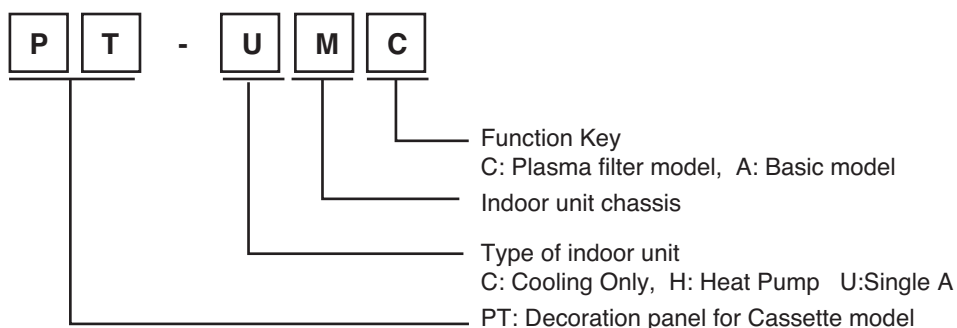 P T - U M C
Function Key
C: Plasma filter model, A: Basic model
Indoor unit chassis
Type of indoor unit
C: Cooling Only, H: Heat Pump U:Single A
PT: Decoration panel for Cassette model